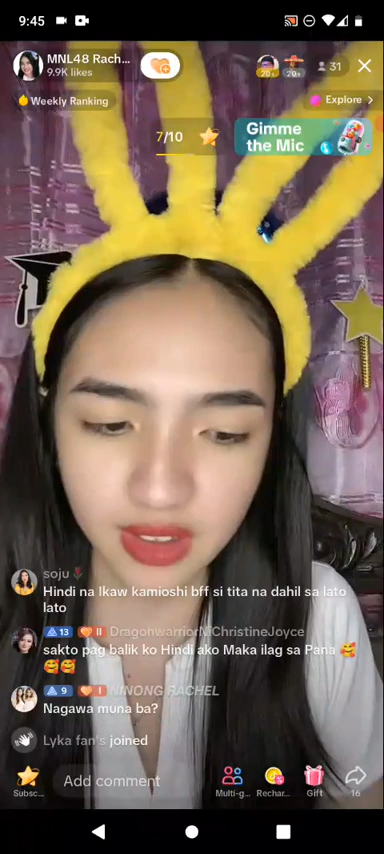 9:45
MNL48 Rach...
9.9K likes
20+
20+
31
Weekly Ranking
Explore >
7/10
Gimme
the Mic
soju🌷
Hindi na Ikaw kamioshi bff si tita na dahil sa lato
lato
13 II DragonwarriorNiChristineJoyce
sakto pag balik ko Hindi ako Maka ilag sa Pana 🥰
🥰🥰
9 I NINONG RACHEL
Nagawa muna ba?
Lyka fan's joined
Add comment
Subsc...
Multi-g...
Rechar...
Gift
16